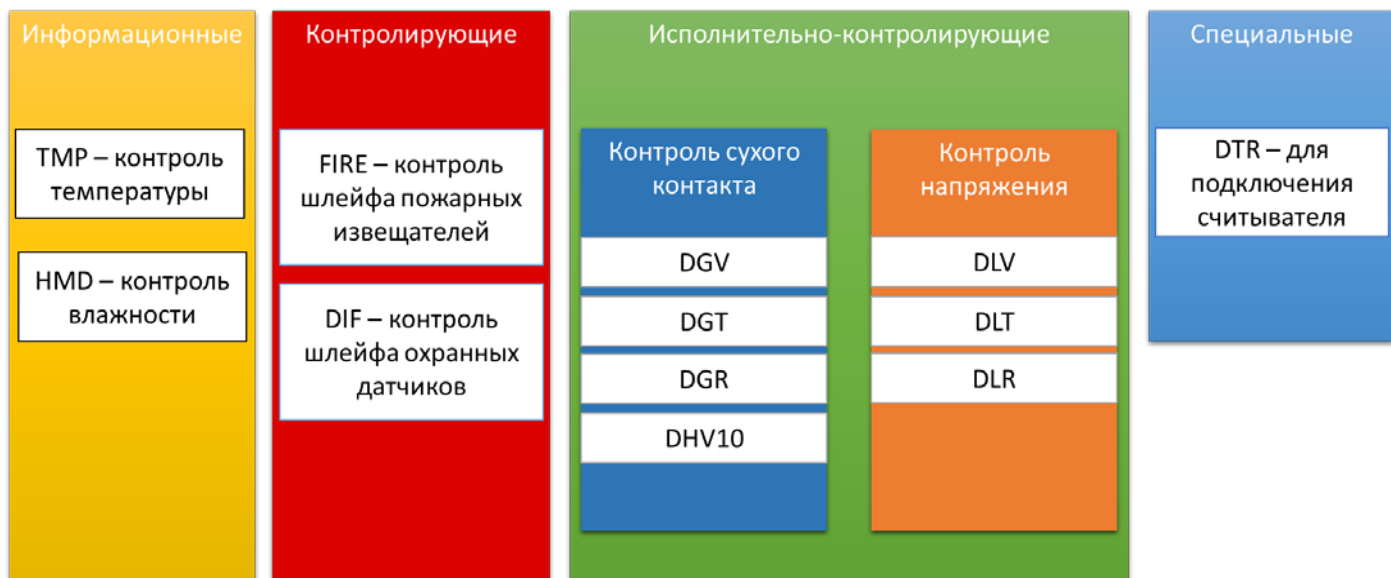 Информационные
TMP – контроль
температуры
HMD – контроль
влажности
Контролирующие
FIRE – контроль
шлейфа пожарных
извещателей
DIF – контроль
шлейфа охранных
датчиков
Исполнительно-контролирующие
Контроль сухого
контакта
DGV
DGT
DGR
DHV10
Контроль
напряжения
DLV
DLT
DLR
Специальные
DTR – для
подключения
считывателя